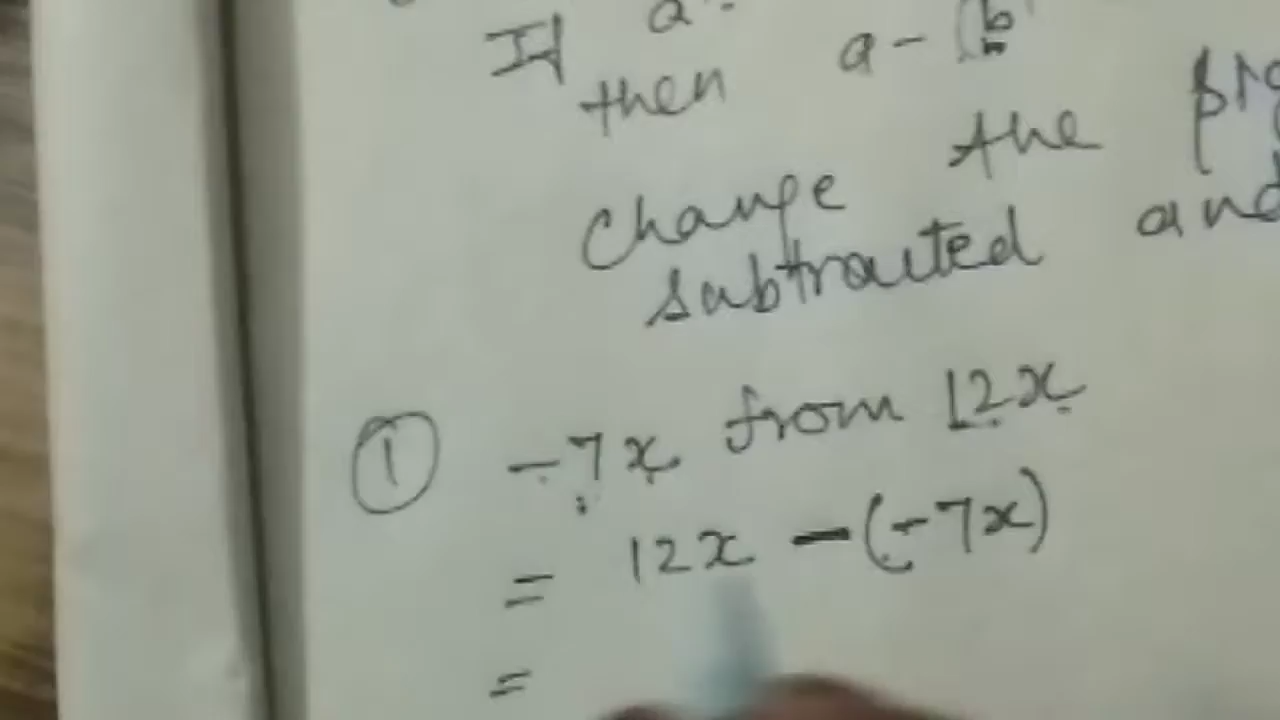 If a
then a - (b
Change the
subtracted and
① -7x from 12x
= 12x - (-7x)
=